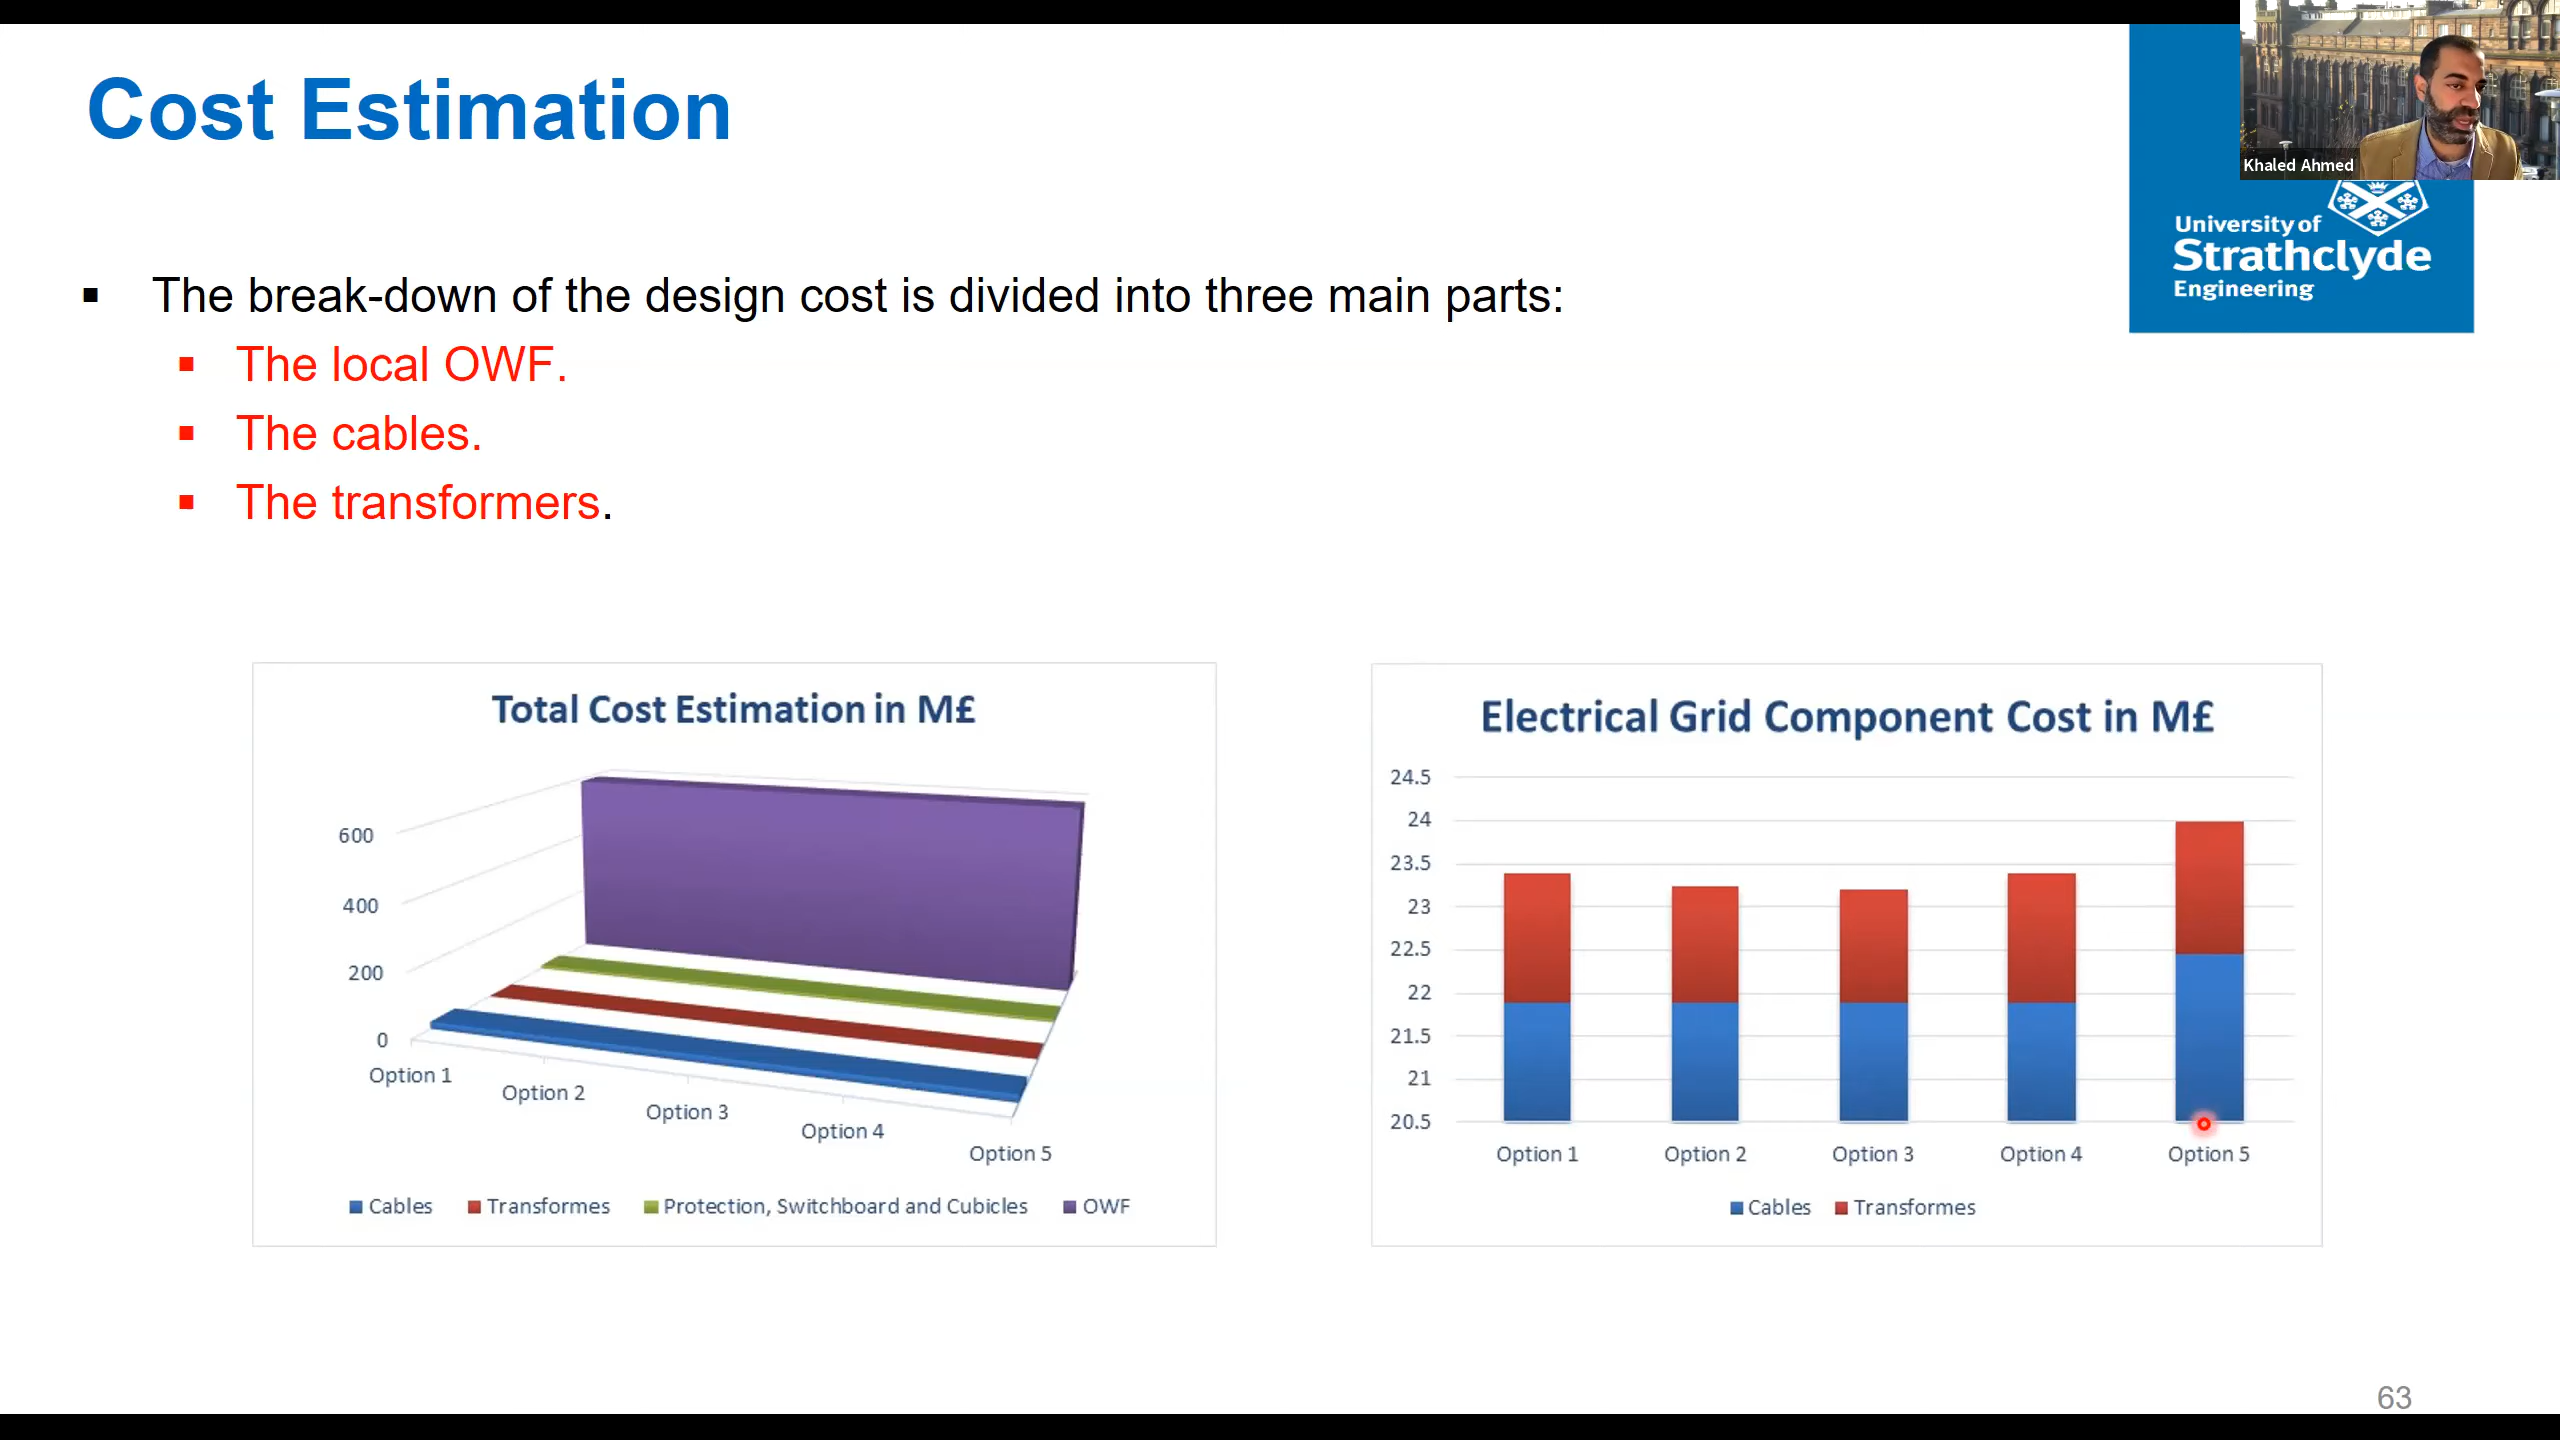 Cost Estimation
Khaled Ahmed
University of
Strathclyde
Engineering
▪ The break-down of the design cost is divided into three main parts:
▪ The local OWF.
▪ The cables.
▪ The transformers.
Total Cost Estimation in M£
600
400
200
0
Option 1
Option 2
Option 3
Option 4
Option 5
Cables Transformes Protection, Switchboard and Cubicles OWF
Electrical Grid Component Cost in M£
24.5
24
23.5
23
22.5
22
21.5
21
20.5
Option 1 Option 2 Option 3 Option 4 Option 5
Cables Transformes
63